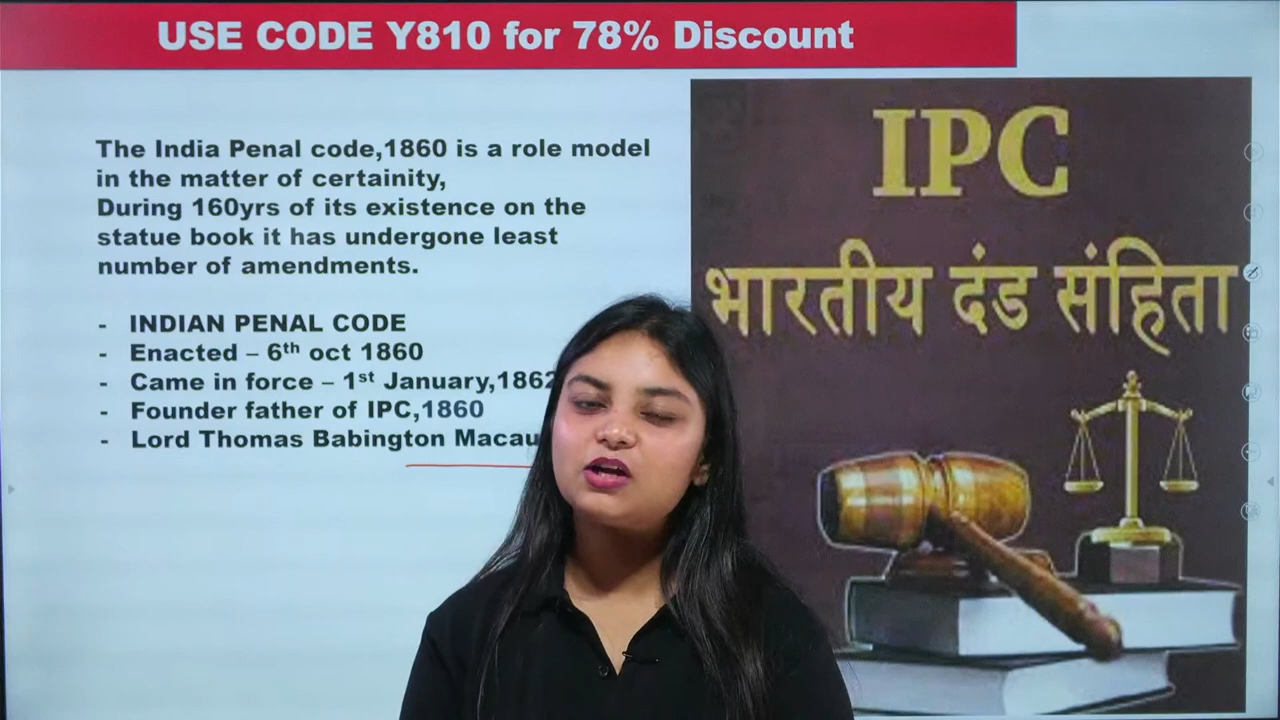 USE CODE Y810 for 78% Discount
The India Penal code,1860 is a role model
in the matter of certainity,
During 160yrs of its existence on the
statue book it has undergone least
number of amendments.
- INDIAN PENAL CODE
- Enacted – 6th oct 1860
- Came in force – 1st January,1862
- Founder father of IPC,1860
- Lord Thomas Babington
IPC
भारतीय दंड संहिता